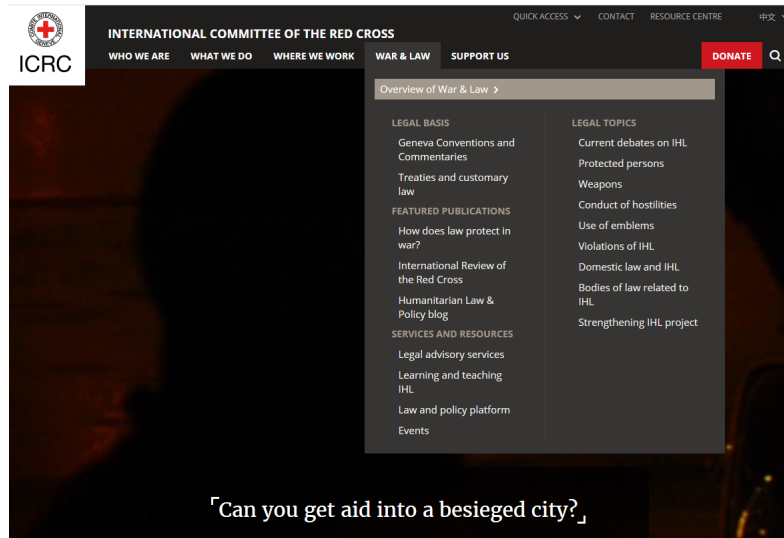 QUICK ACCESS
CONTACT
RESOURCE CENTRE
中文
COMITE INTERNATIONAL
GENEVE
ICRC
INTERNATIONAL COMMITTEE OF THE RED CROSS
WHO WE ARE
WHAT WE DO
WHERE WE WORK
WAR & LAW
SUPPORT US
DONATE
Overview of War & Law >
LEGAL BASIS
Geneva Conventions and
Commentaries
Treaties and customary
law
FEATURED PUBLICATIONS
How does law protect in
war?
International Review of
the Red Cross
Humanitarian Law &
Policy blog
SERVICES AND RESOURCES
Legal advisory services
Learning and teaching
IHL
Law and policy platform
Events
LEGAL TOPICS
Current debates on IHL
Protected persons
Weapons
Conduct of hostilities
Use of emblems
Violations of IHL
Domestic law and IHL
Bodies of law related to
IHL
Strengthening IHL project
「Can you get aid into a besieged city?」